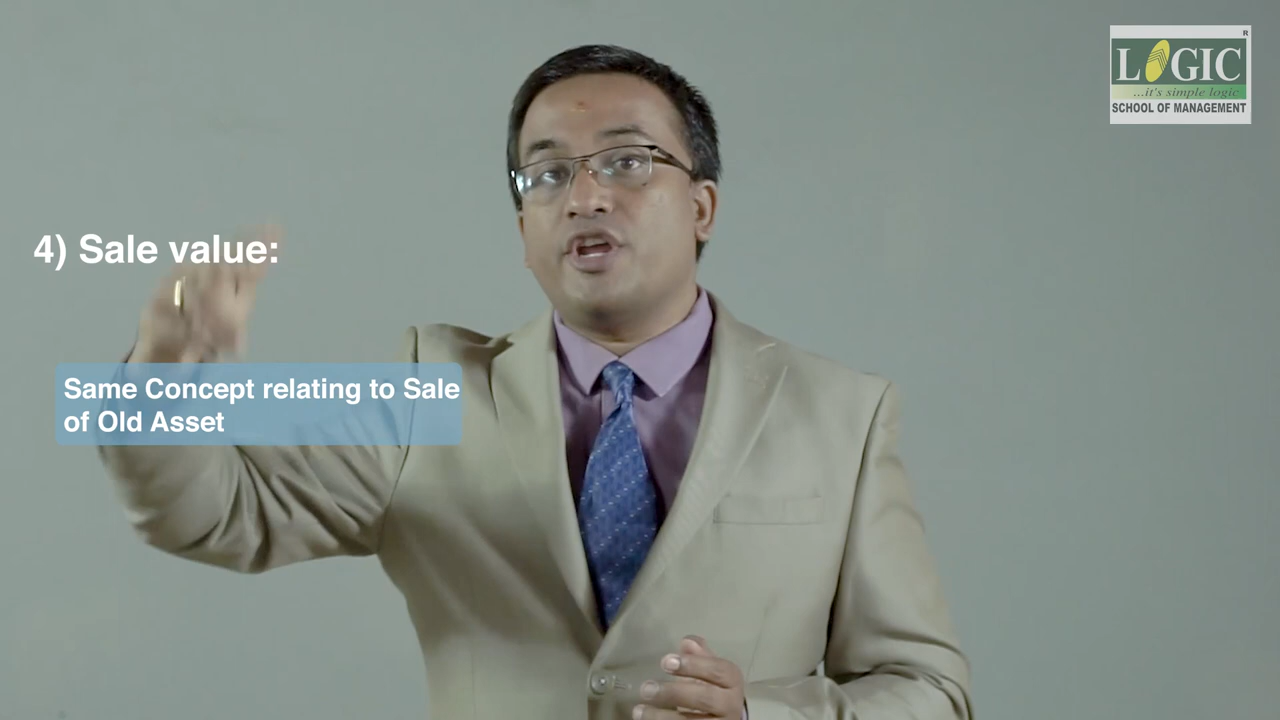 LOGIC
R
...it's simple logic
SCHOOL OF MANAGEMENT
4) Sale value:
Same Concept relating to Sale
of Old Asset